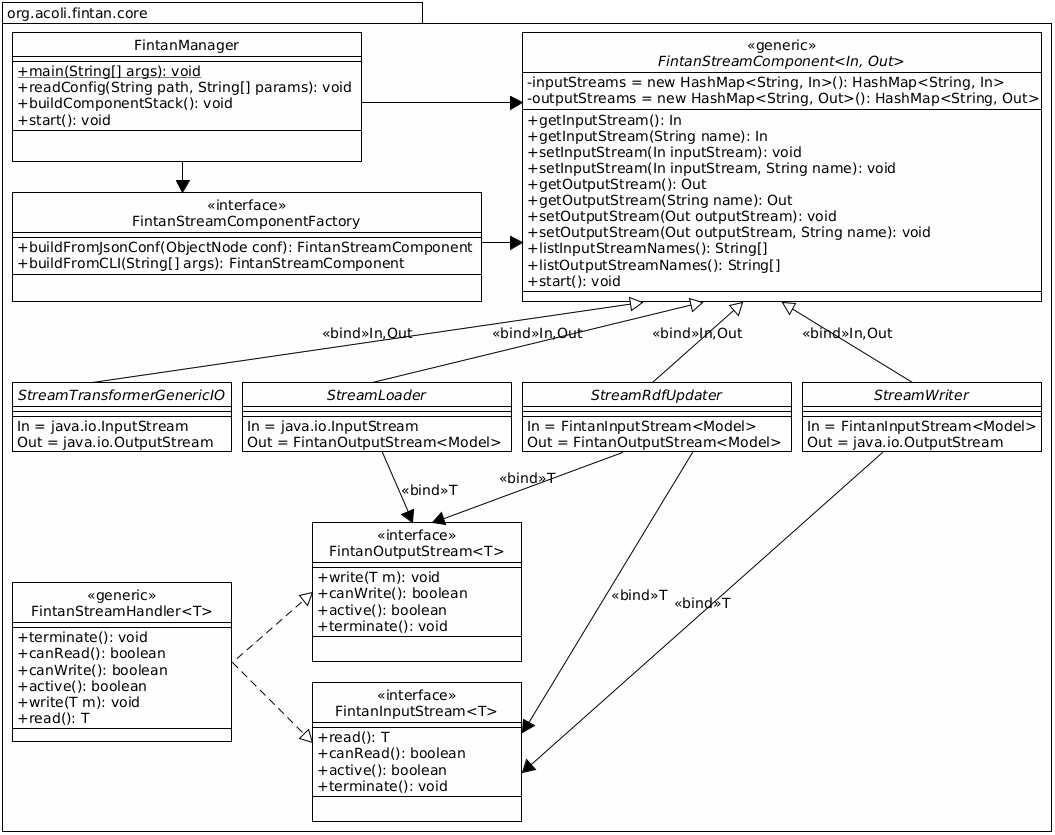 org.acoli.fintan.core
FintanManager
+main(String[] args): void
+readConfig(String path, String[] params): void
+buildComponentStack(): void
+start(): void
«generic»
FintanStreamComponent<In, Out>
-inputStreams = new HashMap<String, In>(): HashMap<String, In>
-outputStreams = new HashMap<String, Out>(): HashMap<String, Out>
+getInputStream(): In
+getInputStream(String name): In
+setInputStream(In inputStream): void
+setInputStream(In inputStream, String name): void
+getOutputStream(): Out
+getOutputStream(String name): Out
+setOutputStream(Out outputStream): void
+setOutputStream(Out outputStream, String name): void
+listInputStreamNames(): String[]
+listOutputStreamNames(): String[]
+start(): void
«interface»
FintanStreamComponentFactory
+buildFromJsonConf(ObjectNode conf): FintanStreamComponent
+buildFromCLI(String[] args): FintanStreamComponent
«bind»In,Out
«bind»In,Out
«bind»In,Out
«bind»In,Out
StreamTransformerGenericIO
In = java.io.InputStream
Out = java.io.OutputStream
StreamLoader
In = java.io.InputStream
Out = FintanOutputStream<Model>
StreamRdfUpdater
In = FintanInputStream<Model>
Out = FintanOutputStream<Model>
StreamWriter
In = FintanInputStream<Model>
Out = java.io.OutputStream
«bind»T
«bind»T
«bind»T
«bind»T
«interface»
FintanOutputStream<T>
+write(T m): void
+canWrite(): boolean
+active(): boolean
+terminate(): void
«generic»
FintanStreamHandler<T>
+terminate(): void
+canRead(): boolean
+canWrite(): boolean
+active(): boolean
+write(T m): void
+read(): T
«interface»
FintanInputStream<T>
+read(): T
+canRead(): boolean
+active(): boolean
+terminate(): void